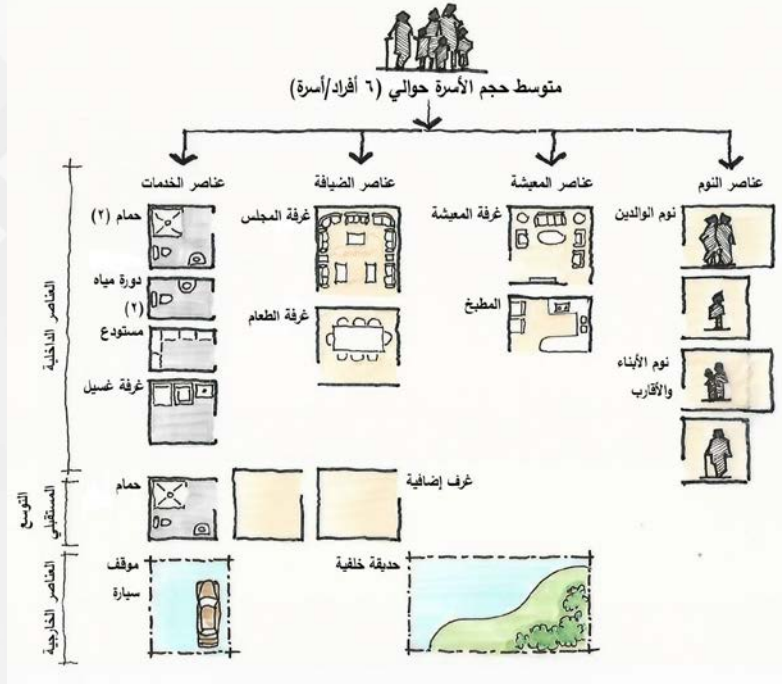 متوسط حجم الأسرة حوالي (٦ أفراد/أسرة)
عناصر النوم
عناصر المعيشة
عناصر الضيافة
عناصر الخدمات
نوم الوالدين
غرفة المعيشة
غرفة المجلس
حمام (٢)
دورة مياه
(٢)
المطبخ
غرفة الطعام
مستودع
نوم الأبناء
والأقارب
غرفة غسيل
العناصر الداخلية
غرف إضافية
حمام
التوسع
المستقبلي
حديقة خلفية
موقف
سيارة
العناصر الخارجية